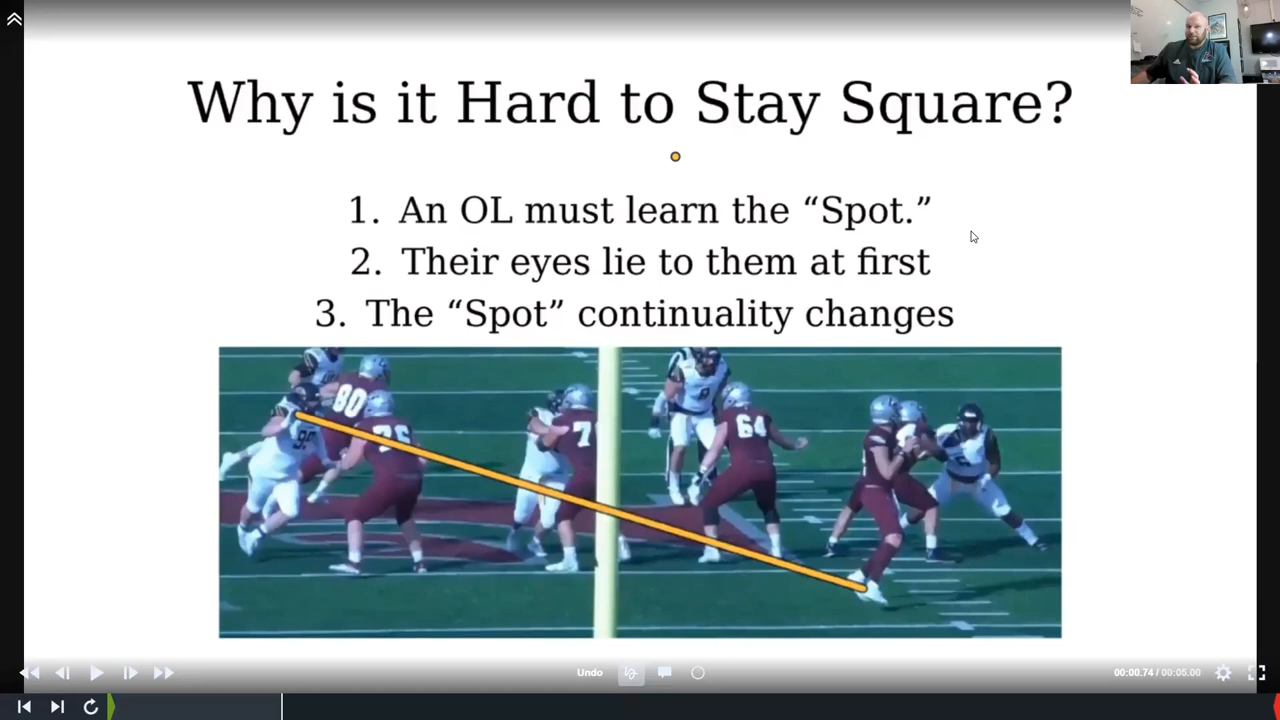 Why is it Hard to Stay Square?
1. An OL must learn the “Spot.”
2. Their eyes lie to them at first
3. The “Spot” continuality changes
80
76
64
Undo
00:00.74 / 00:05.00